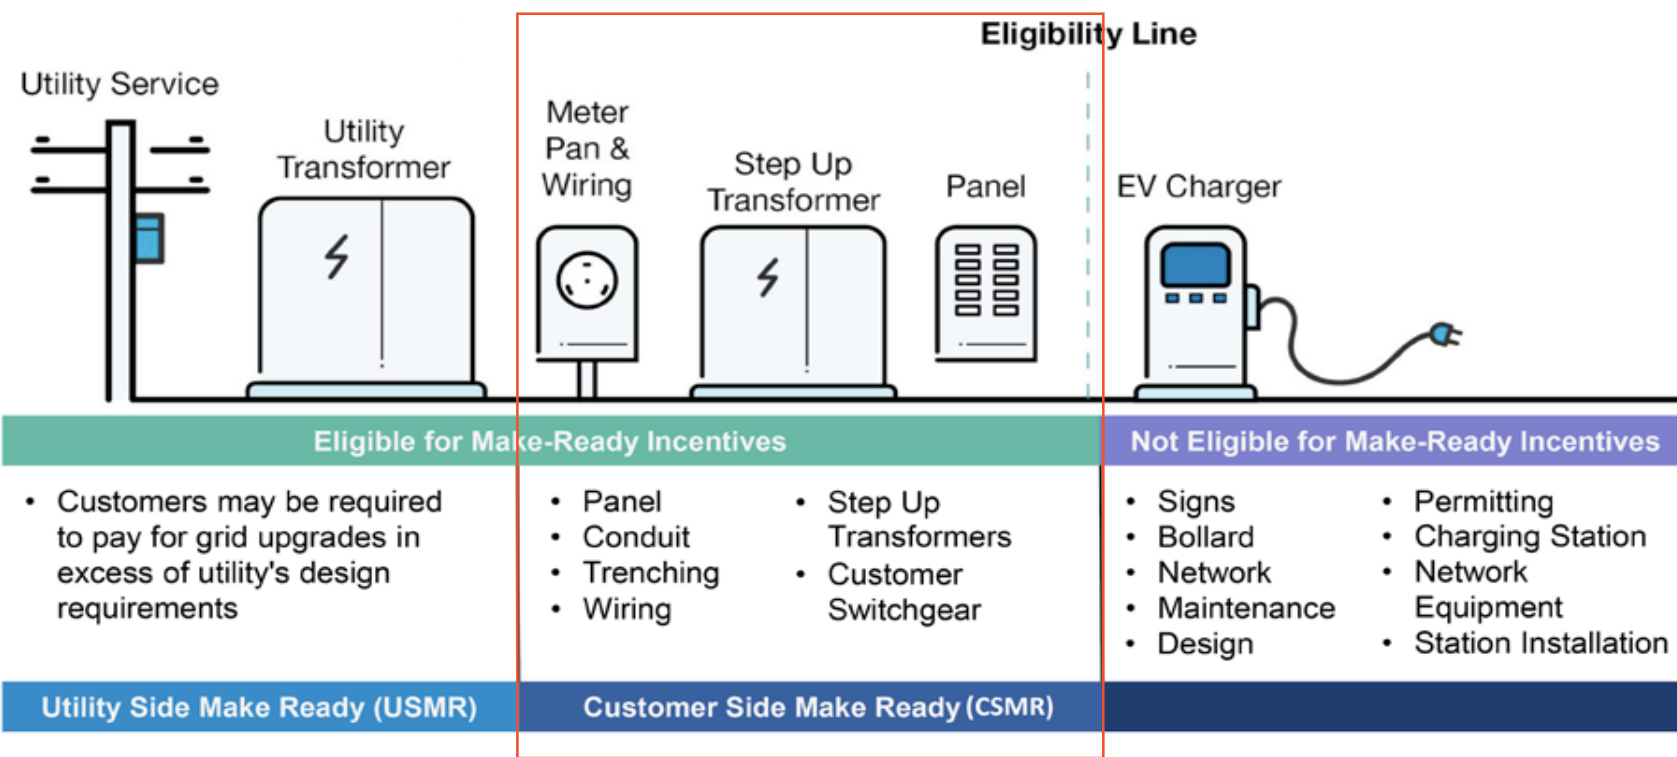 Eligibility Line
Utility Service
Utility
Transformer
Meter
Pan &
Wiring
Step Up
Transformer
Panel
EV Charger
Eligible for Make-Ready Incentives
Not Eligible for Make-Ready Incentives
• Customers may be required
to pay for grid upgrades in
excess of utility's design
requirements
• Panel
• Conduit
• Trenching
• Wiring
• Step Up
Transformers
• Customer
Switchgear
• Signs
• Bollard
• Network
• Maintenance
• Design
• Permitting
• Charging Station
• Network
Equipment
• Station Installation
Utility Side Make Ready (USMR)
Customer Side Make Ready (CSMR)